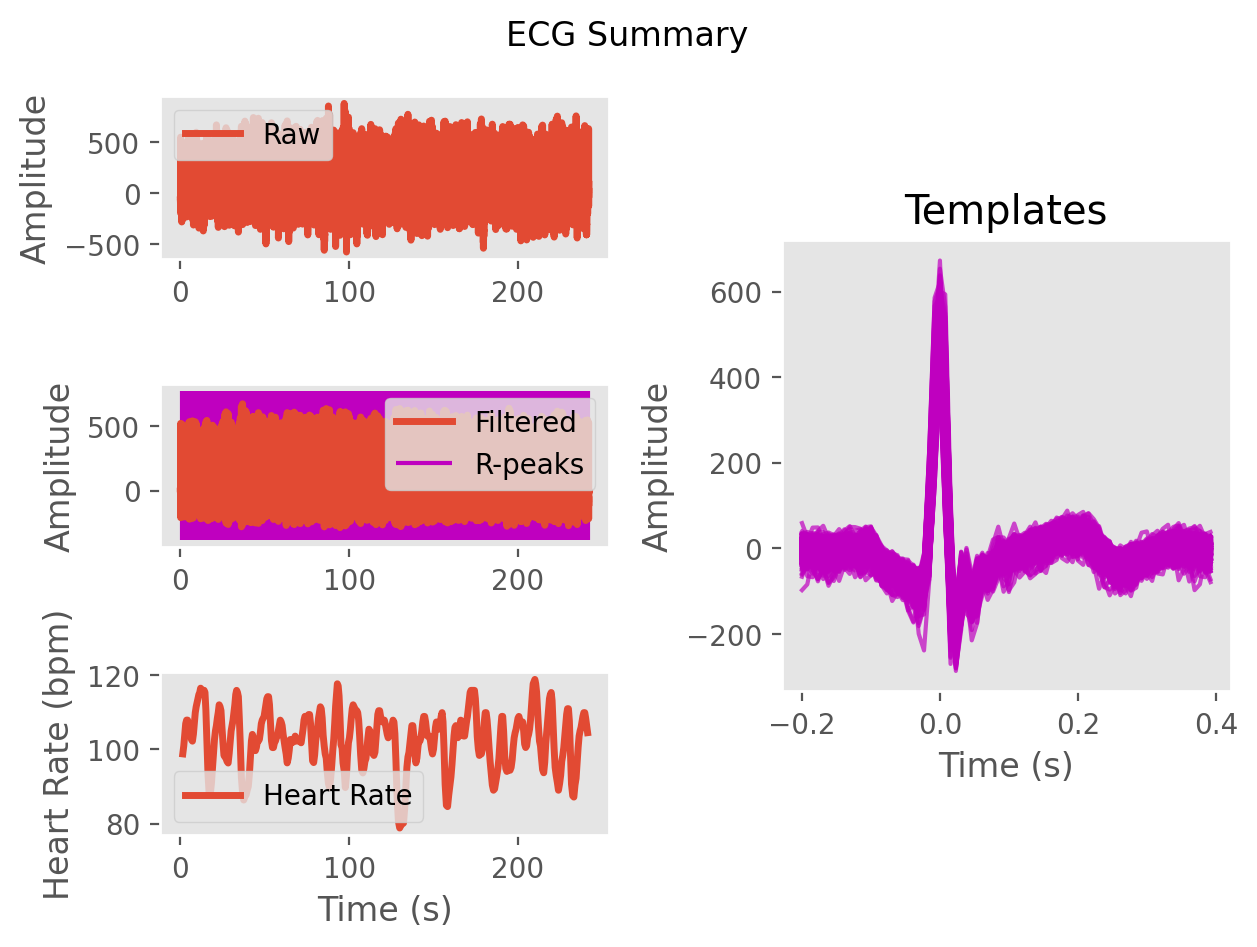 ECG Summary
Amplitude
500
0
−500
Raw
0 100 200
Amplitude
500
0
Filtered
R-peaks
0 100 200
Heart Rate (bpm)
120
100
80
Heart Rate
0 100 200
Time (s)
Templates
Amplitude
600
400
200
0
−200
−0.2 0.0 0.2 0.4
Time (s)